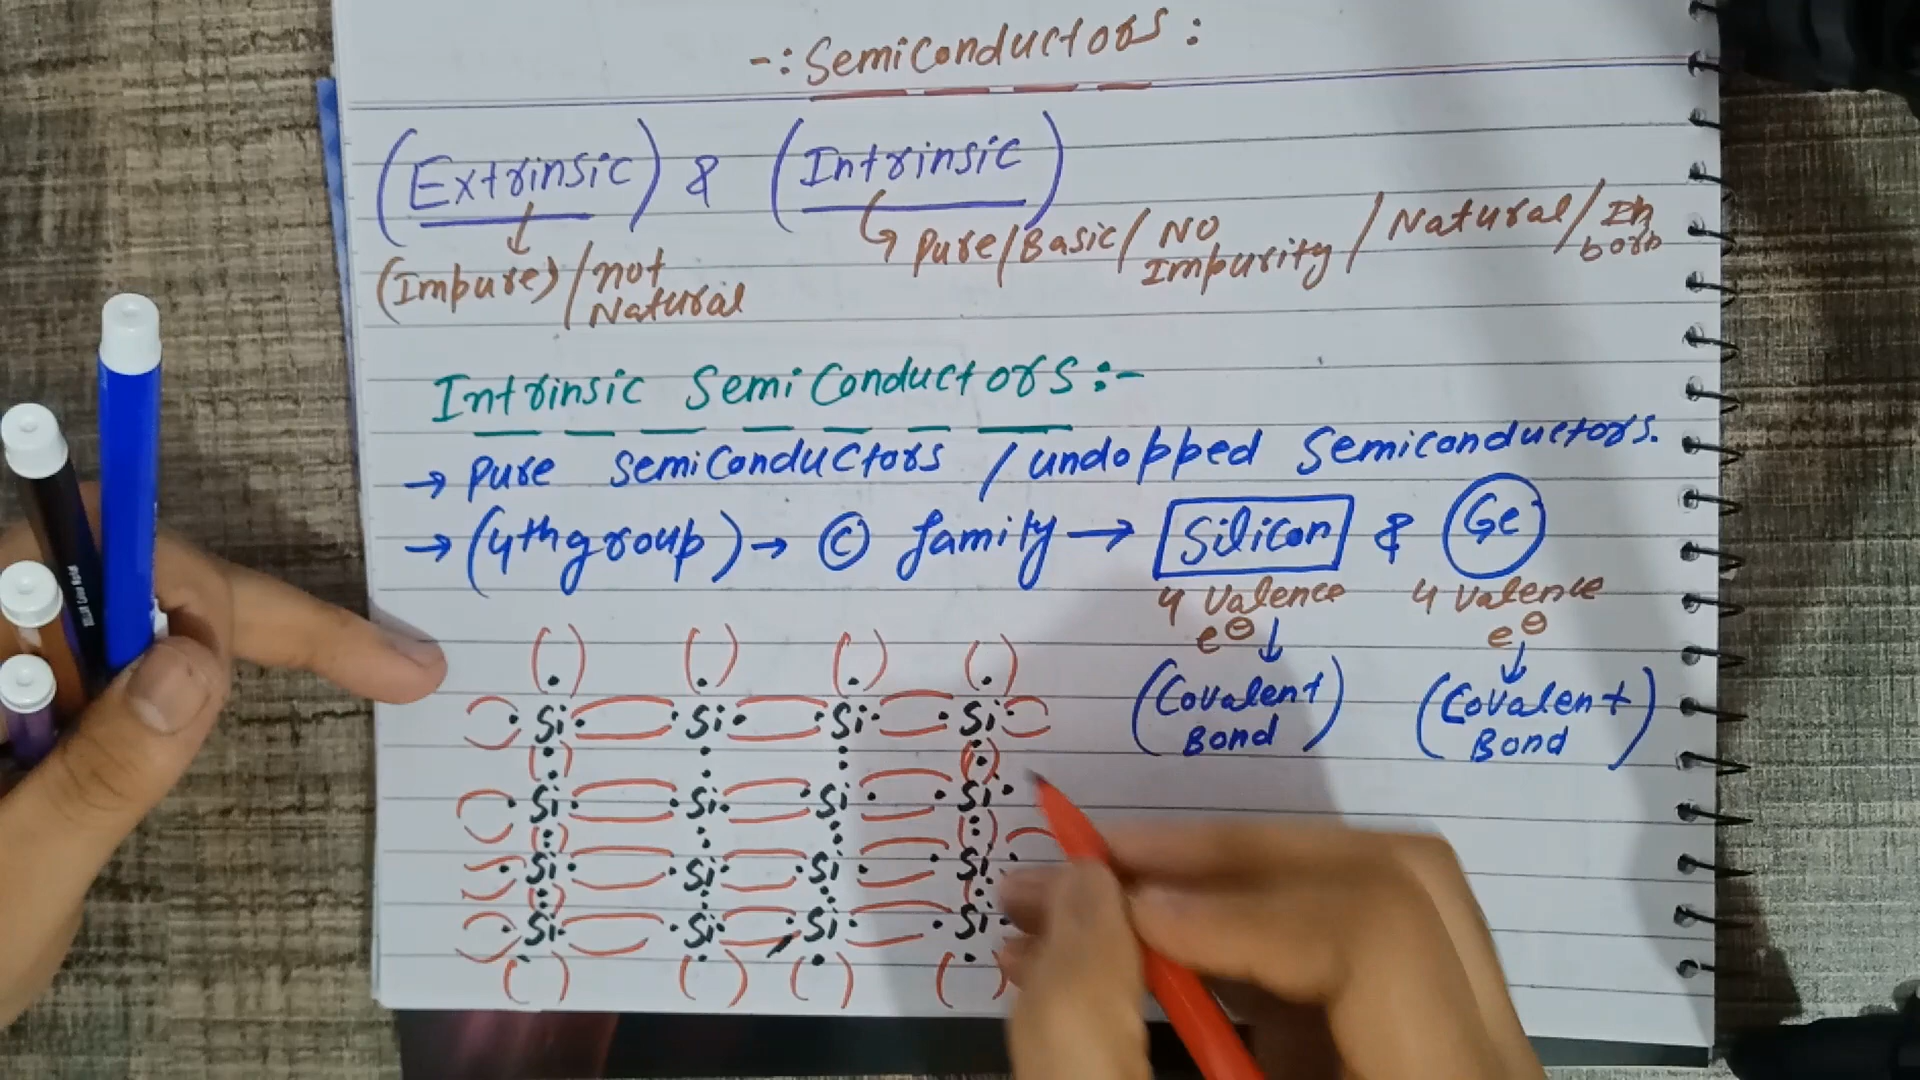 -: Semiconductors :
(Extrinsic) & (Intrinsic)
(Impure) / not Natural
Pure / Basic / No Impurity / Natural / In born
Intrinsic Semiconductors :-
→ pure semiconductors / undopped Semiconductors.
→ (4th group) → © family → Silicon & Ge
4 valence e⊖ ↓ 4 valence e⊖ ↓
(Covalent Bond) (Covalent Bond)
Si Si Si Si
Si Si Si Si
Si Si Si Si
Si Si Si Si